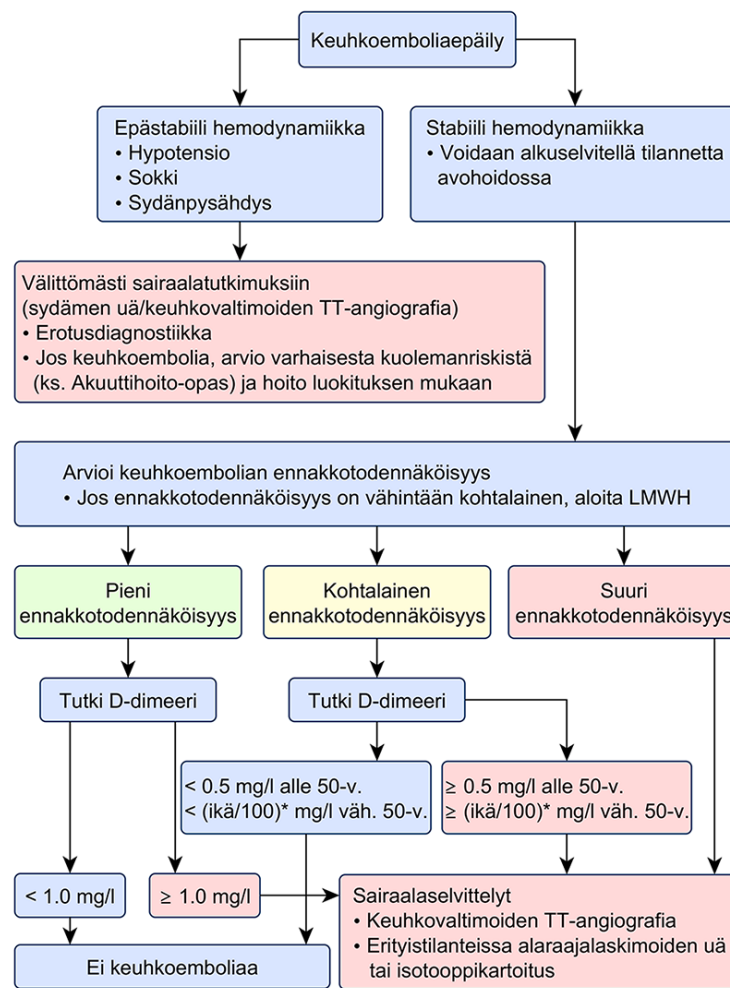 Keuhkoemboliaepäily
Epästabiili hemodynamiikka
• Hypotensio
• Sokki
• Sydänpysähdys
Stabiili hemodynamiikka
• Voidaan alkuselvitellä tilannetta
avohoidossa
Välittömästi sairaalatutkimuksiin
(sydämen uä/keuhkovaltimoiden TT-angiografia)
• Erotusdiagnostiikka
• Jos keuhkoembolia, arvio varhaisesta kuolemanriskistä
(ks. Akuuttihoito-opas) ja hoito luokituksen mukaan
Arvioi keuhkoembolian ennakkotodennäköisyys
• Jos ennakkotodennäköisyys on vähintään kohtalainen, aloita LMWH
Pieni
ennakkotodennäköisyys
Kohtalainen
ennakkotodennäköisyys
Suuri
ennakkotodennäköisyys
Tutki D-dimeeri
Tutki D-dimeeri
< 0.5 mg/l alle 50-v.
< (ikä/100)* mg/l väh. 50-v.
≥ 0.5 mg/l alle 50-v.
≥ (ikä/100)* mg/l väh. 50-v.
< 1.0 mg/l
≥ 1.0 mg/l
Sairaalaselvittelyt
• Keuhkovaltimoiden TT-angiografia
• Erityistilanteissa alaraajalaskimoiden uä
tai isotooppikartoitus
Ei keuhkoemboliaa